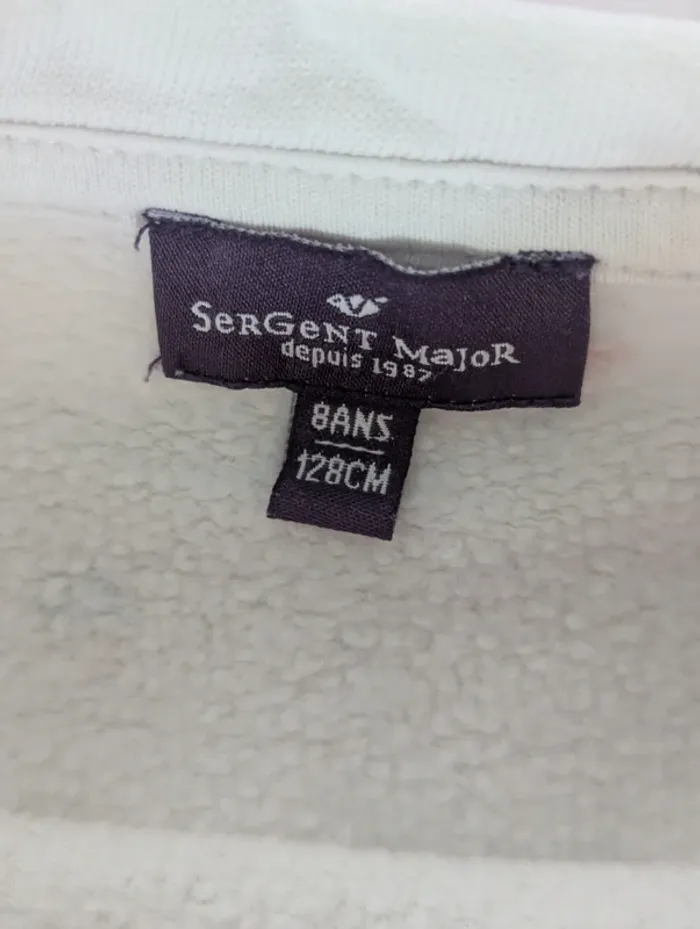 SeRGeNT MaJoR
depuis 1987
8ANS
128CM